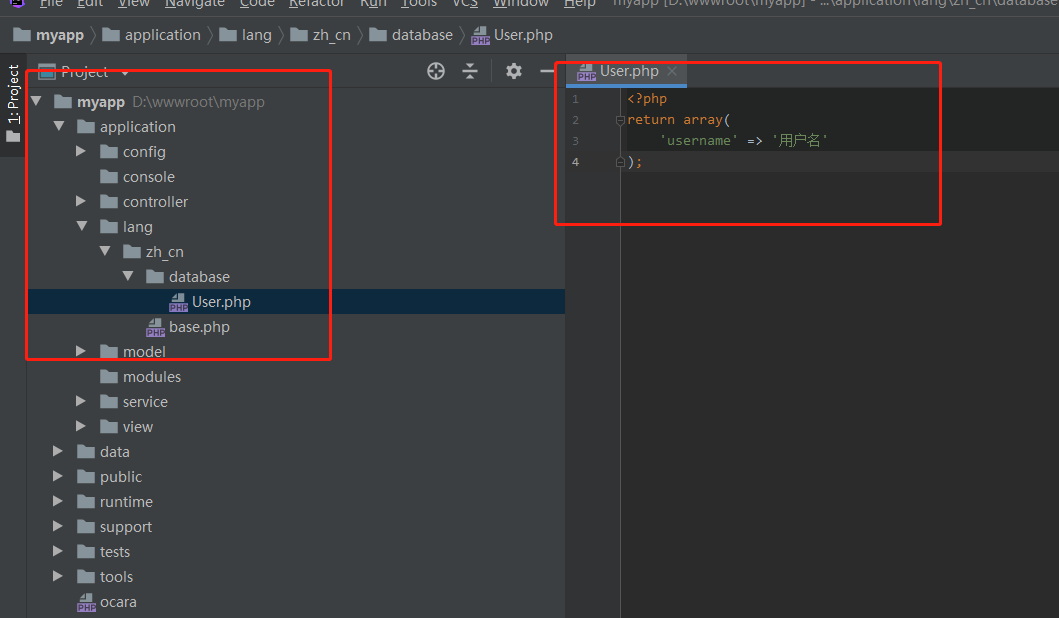 File Edit View Navigate Code Refactor Run Tools VCS Window Help myapp [D:\wwwroot\myapp] - ...\application\lang\zh_cn\database
myapp application lang zh_cn database User.php
1: Project
Project
myapp D:\wwwroot\myapp
application
config
console
controller
lang
zh_cn
database
User.php
base.php
model
modules
service
view
data
public
runtime
support
tests
tools
ocara
User.php
1 <?php
2 return array(
3 'username' => '用户名'
4 );